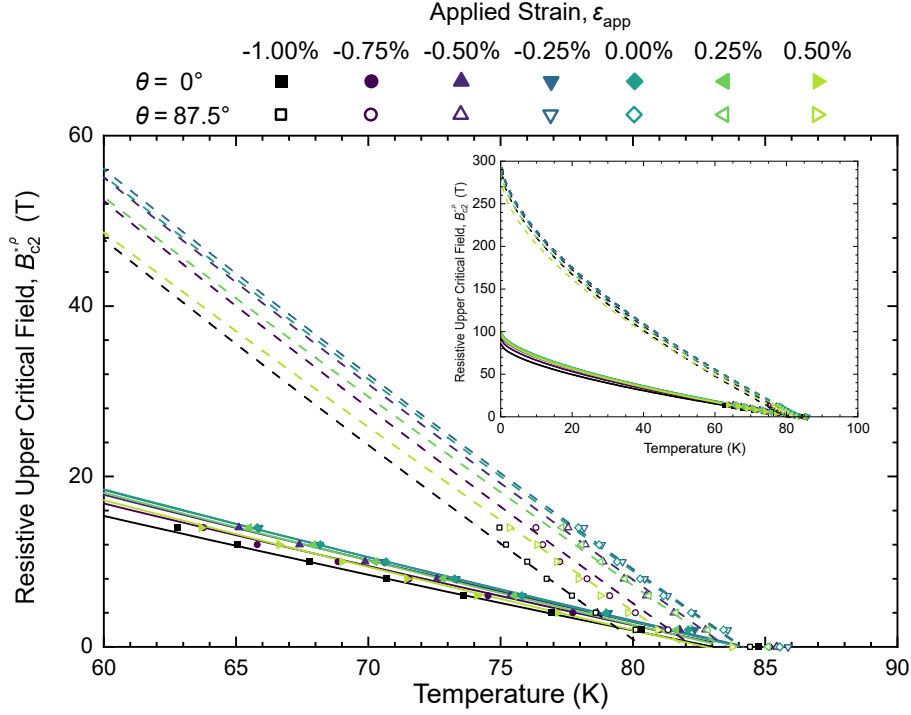 Applied Strain, εapp
-1.00% -0.75% -0.50% -0.25% 0.00% 0.25% 0.50%
θ = 0°
θ = 87.5°
Resistive Upper Critical Field, B*,ρc2 (T)
60
40
20
0
60 65 70 75 80 85 90
Temperature (K)
Resistive Upper Critical Field, B*,ρc2 (T)
300
250
200
150
100
50
0
0 20 40 60 80 100
Temperature (K)